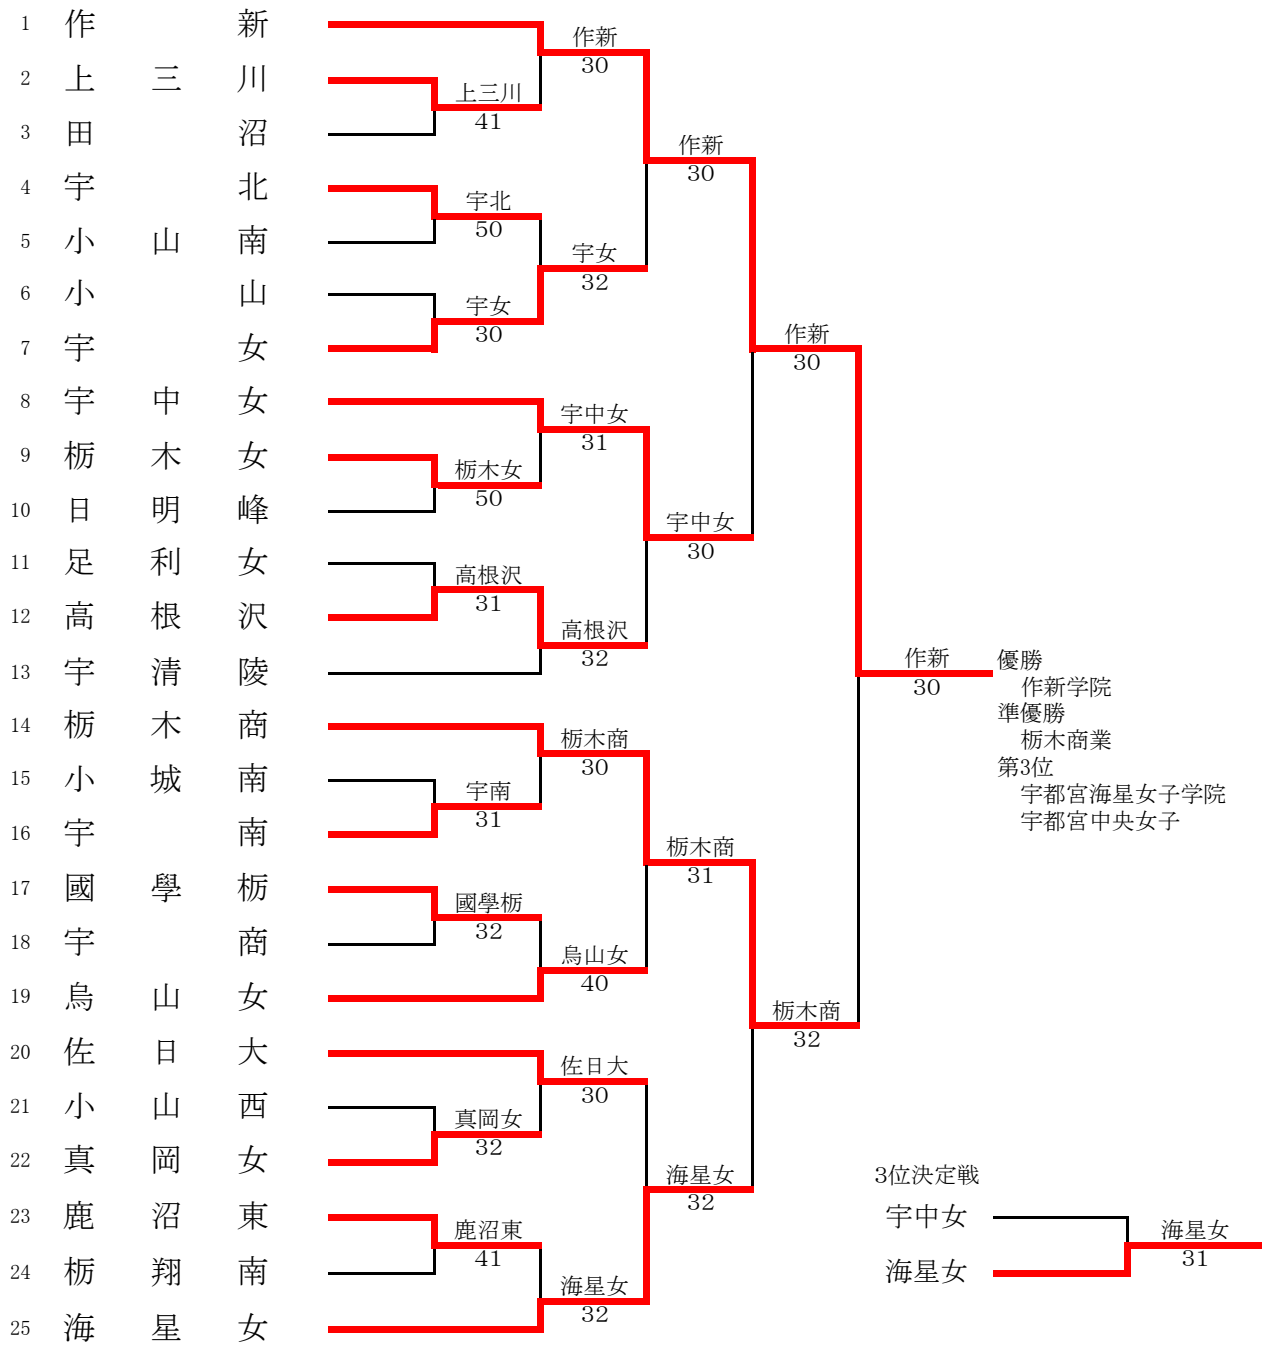 1 作新
2 上三川
3 田沼
4 宇北
5 小山南
6 小山
7 宇女
8 宇中女
9 栃木女
10 日明峰
11 足利女
12 高根沢
13 宇清陵
14 栃木商
15 小城南
16 宇南
17 國學栃
18 宇商
19 烏山女
20 佐日大
21 小山西
22 真岡女
23 鹿沼東
24 栃翔南
25 海星女
上三川
41
宇北
50
宇女
30
栃木女
50
高根沢
31
宇南
31
國學栃
32
真岡女
32
鹿沼東
41
作新
30
宇女
32
宇中女
31
高根沢
32
栃木商
30
烏山女
40
佐日大
30
海星女
32
作新
30
宇中女
30
栃木商
31
海星女
32
作新
30
栃木商
32
作新
30
優勝
作新学院
準優勝
栃木商業
第3位
宇都宮海星女子学院
宇都宮中央女子
3位決定戦
宇中女
海星女
海星女
31